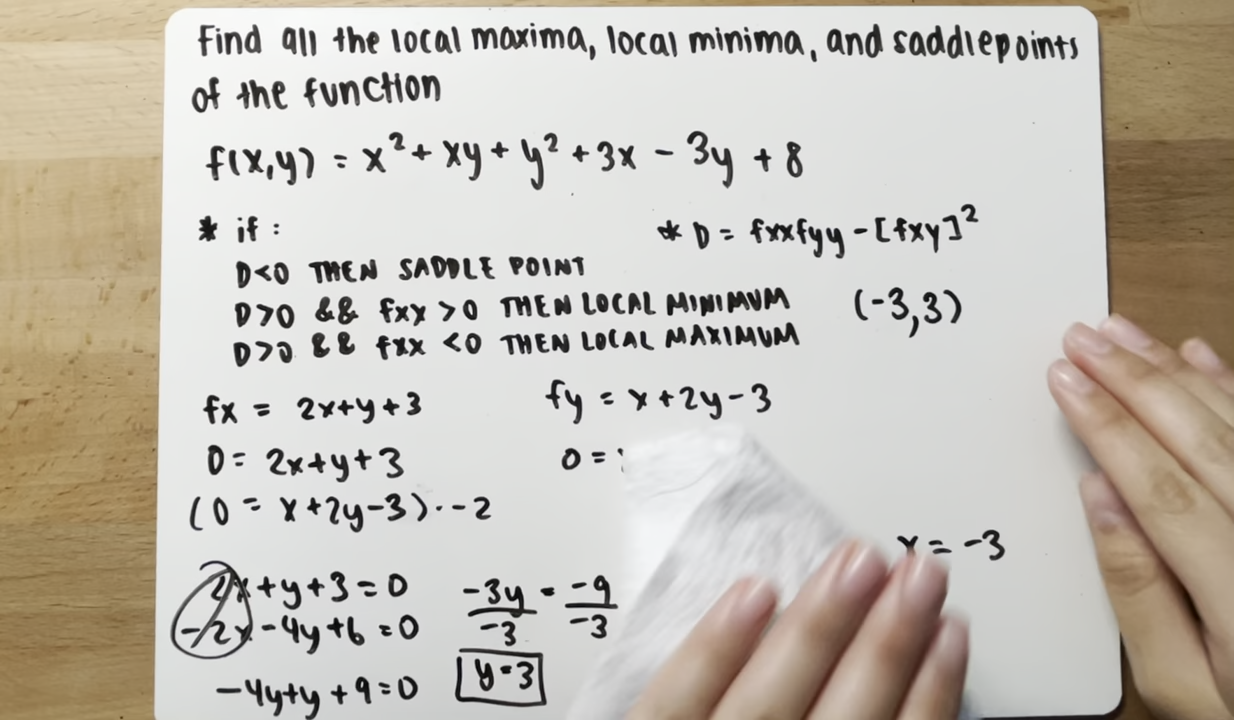 Find all the local maxima, local minima, and saddlepoints
of the function
f(x,y) = x² + xy + y² + 3x - 3y + 8
* if :
* D = fxxfyy - [fxy]²
D<0 THEN SADDLE POINT
D>0 && fxx >0 THEN LOCAL MINIMUM
(-3,3)
D>0 && fxx <0 THEN LOCAL MAXIMUM
fx = 2x+y+3
fy = x+2y-3
0 = 2x+y+3
0 =
(0 = x+2y-3)·-2
x = -3
2x+y+3=0
-2x-4y+6=0
-3y = -9
-3 -3
y=3
-4y+y+9=0